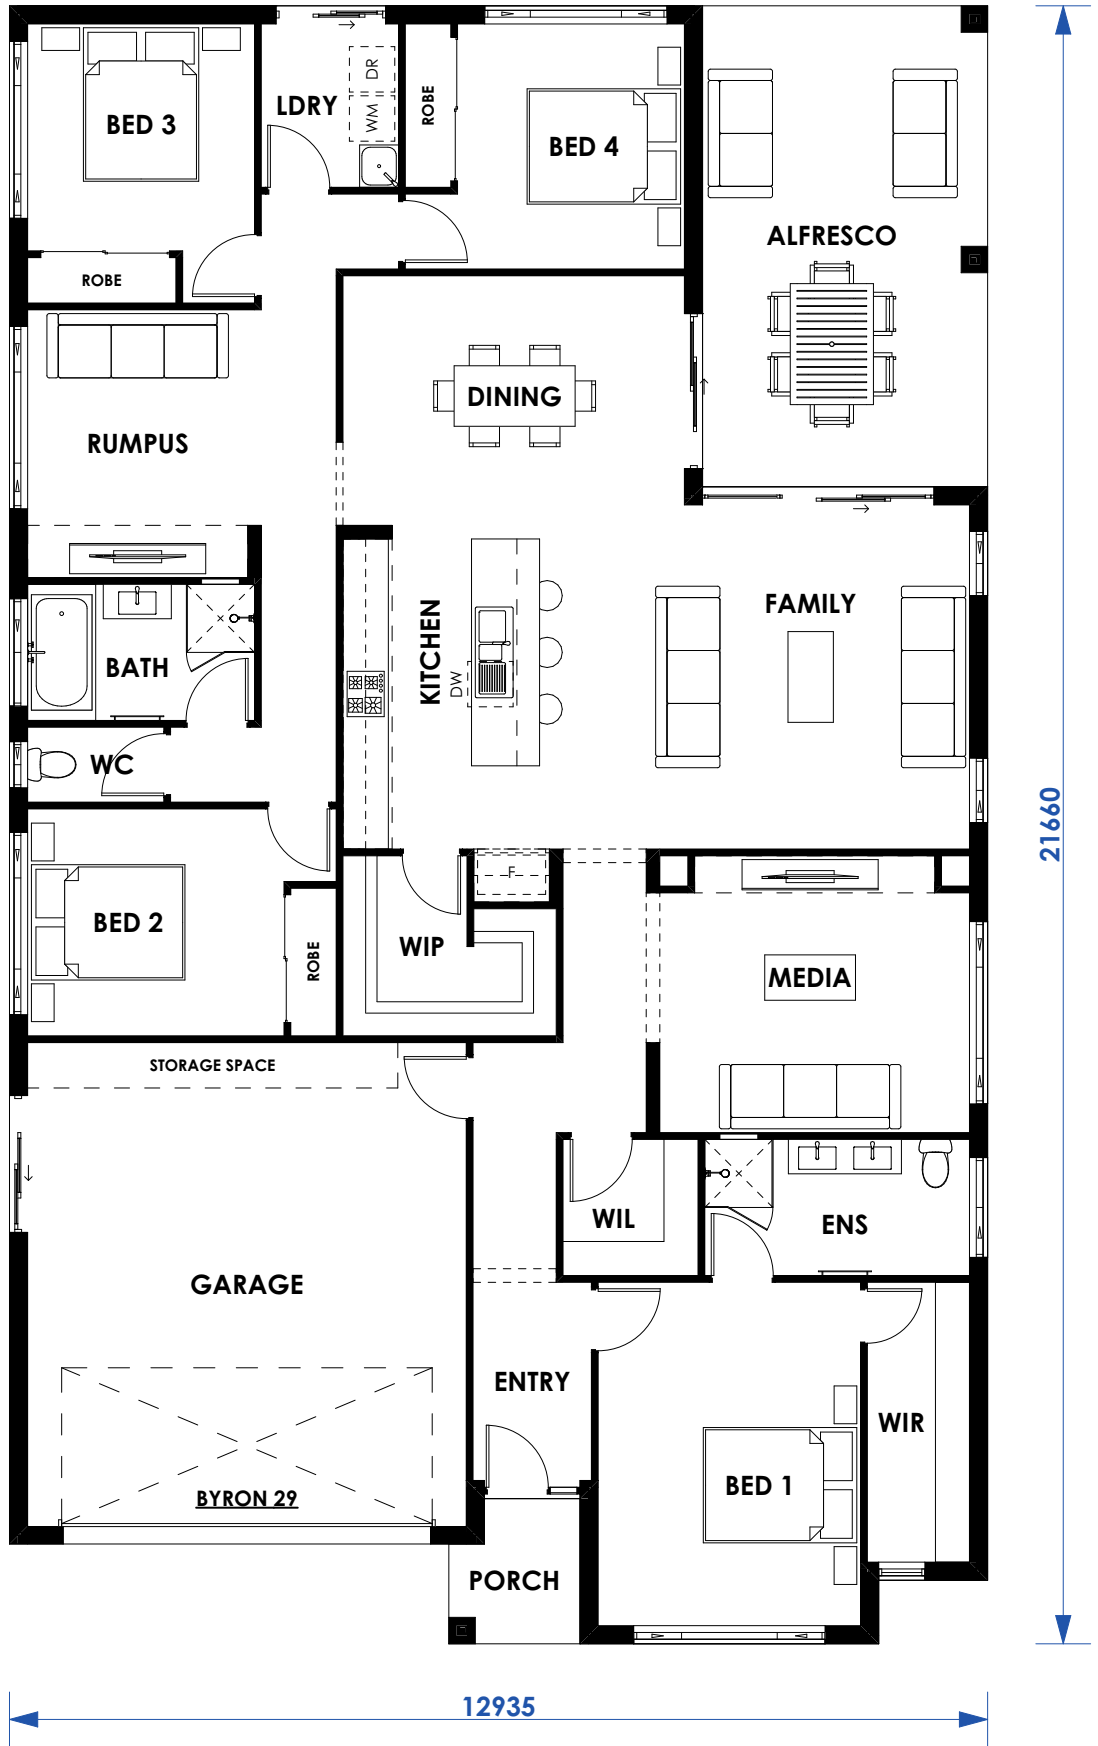 BED 3
LDRY
DR
WM
ROBE
BED 4
ALFRESCO
ROBE
DINING
RUMPUS
KITCHEN
DW
FAMILY
BATH
WC
F
BED 2
ROBE
WIP
MEDIA
STORAGE SPACE
WIL
ENS
GARAGE
ENTRY
WIR
BED 1
BYRON 29
PORCH
21660
12935